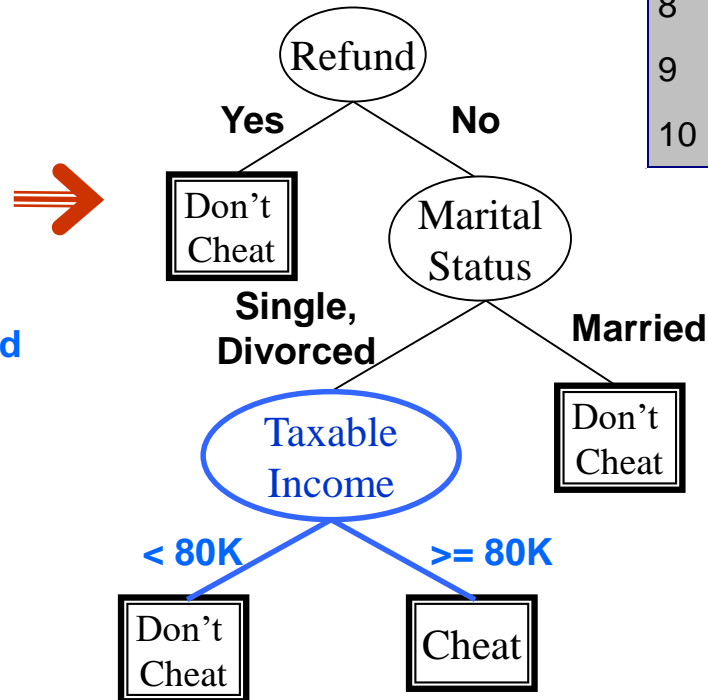 8
9
10
Refund
Yes
No
Don't
Cheat
Marital
Status
Single,
Divorced
Married
d
Taxable
Income
Don't
Cheat
< 80K
>= 80K
Don't
Cheat
Cheat